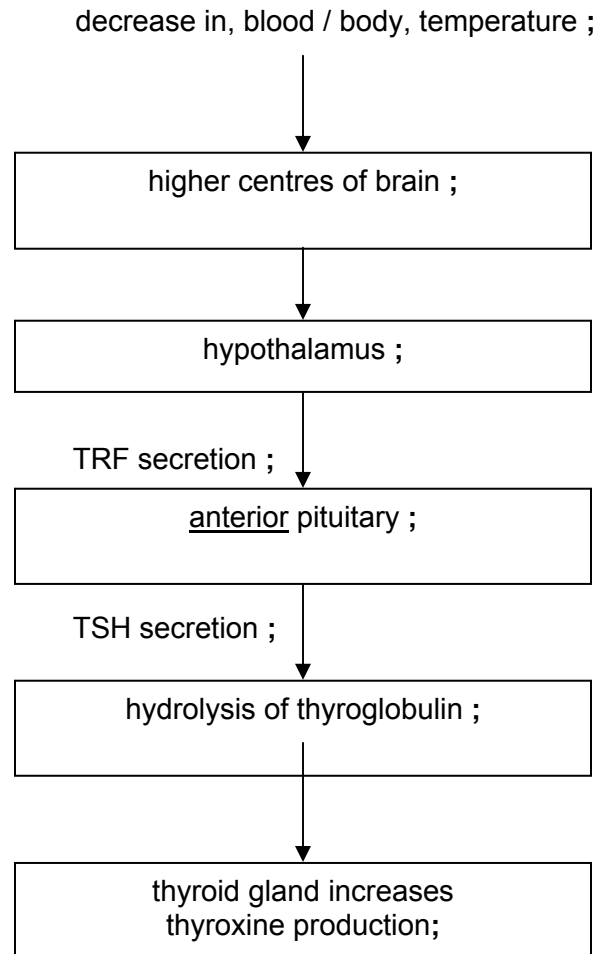 decrease in, blood / body, temperature ;
higher centres of brain ;
hypothalamus ;
TRF secretion ;
anterior pituitary ;
TSH secretion ;
hydrolysis of thyroglobulin ;
thyroid gland increases
thyroxine production;